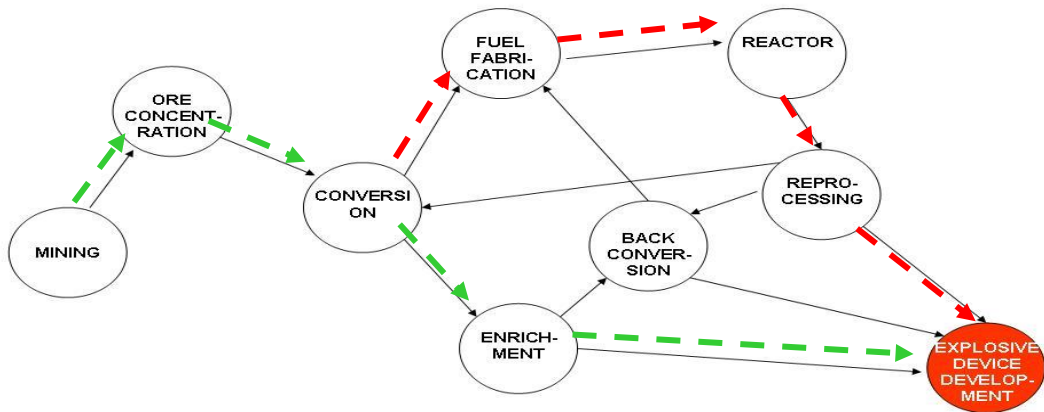 FUEL
FABRI-
CATION
REACTOR
ORE
CONCENT-
RATION
CONVERSI
ON
REPRO-
CESSING
MINING
BACK
CONVER-
SION
ENRICH-
MENT
EXPLOSIVE
DEVICE
DEVELOP-
MENT